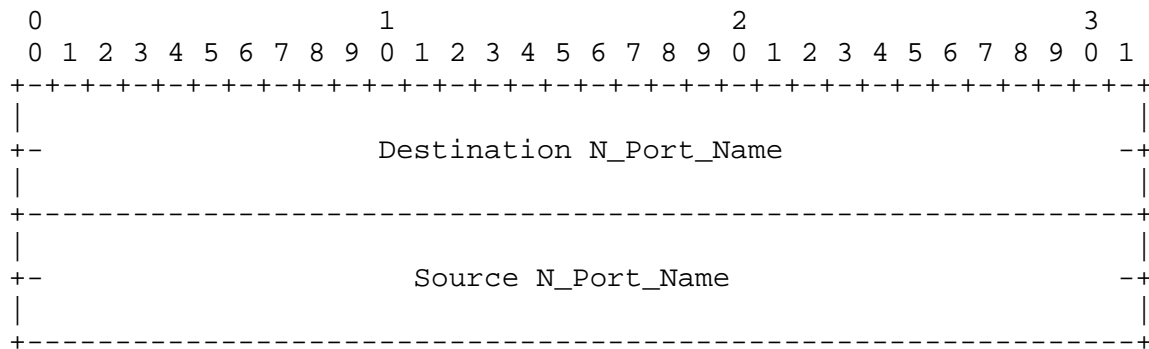 0                   1                   2                   3
 0 1 2 3 4 5 6 7 8 9 0 1 2 3 4 5 6 7 8 9 0 1 2 3 4 5 6 7 8 9 0 1
+-+-+-+-+-+-+-+-+-+-+-+-+-+-+-+-+-+-+-+-+-+-+-+-+-+-+-+-+-+-+-+-+
|                                                               |
+-                   Destination N_Port_Name                   -+
|                                                               |
+---------------------------------------------------------------+
|                                                               |
+-                     Source N_Port_Name                      -+
|                                                               |
+---------------------------------------------------------------+